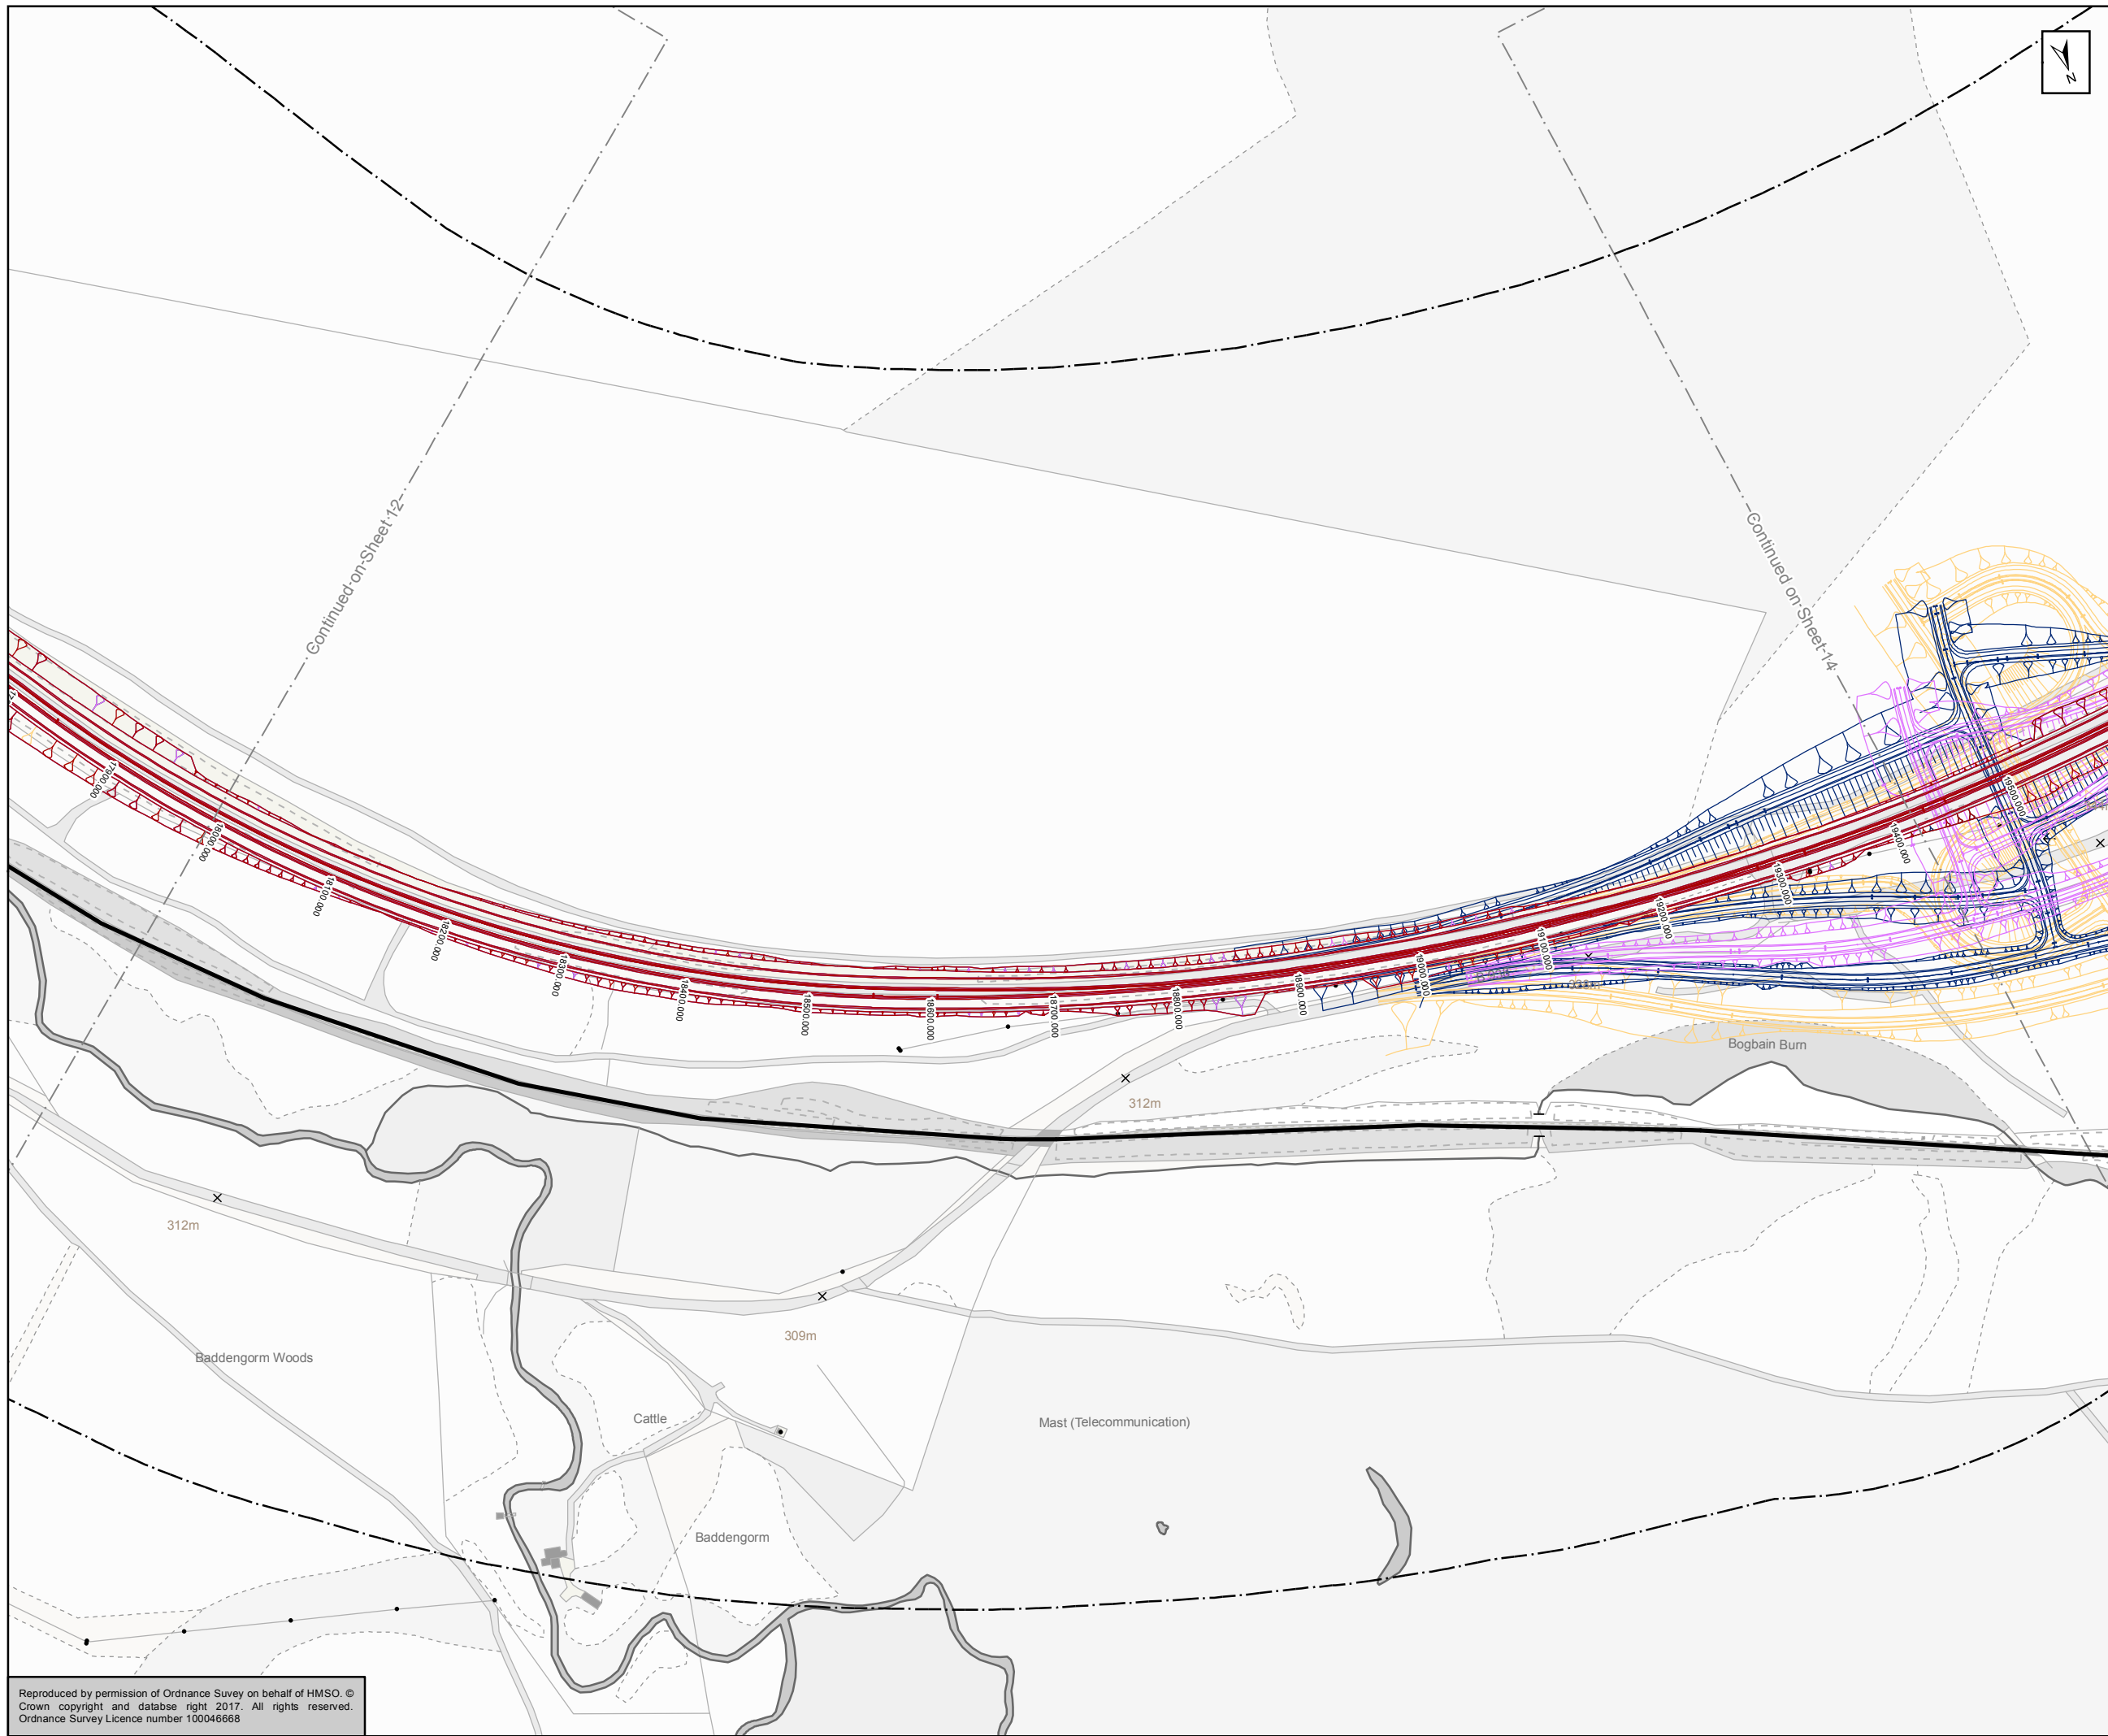 N
Continued on Sheet 12
Continued on Sheet 14
17900.000
18000.000
18100.000
18200.000
18300.000
18400.000
18500.000
18600.000
18700.000
18800.000
18900.000
19000.000
19100.000
19200.000
19300.000
19400.000
19500.000
Bogbain Burn
312m
312m
309m
Baddengorm Woods
Cattle
Mast (Telecommunication)
Baddengorm
Reproduced by permission of Ordnance Suvey on behalf of HMSO. ©
Crown copyright and databse right 2017. All rights reserved.
Ordnance Survey Licence number 100046668